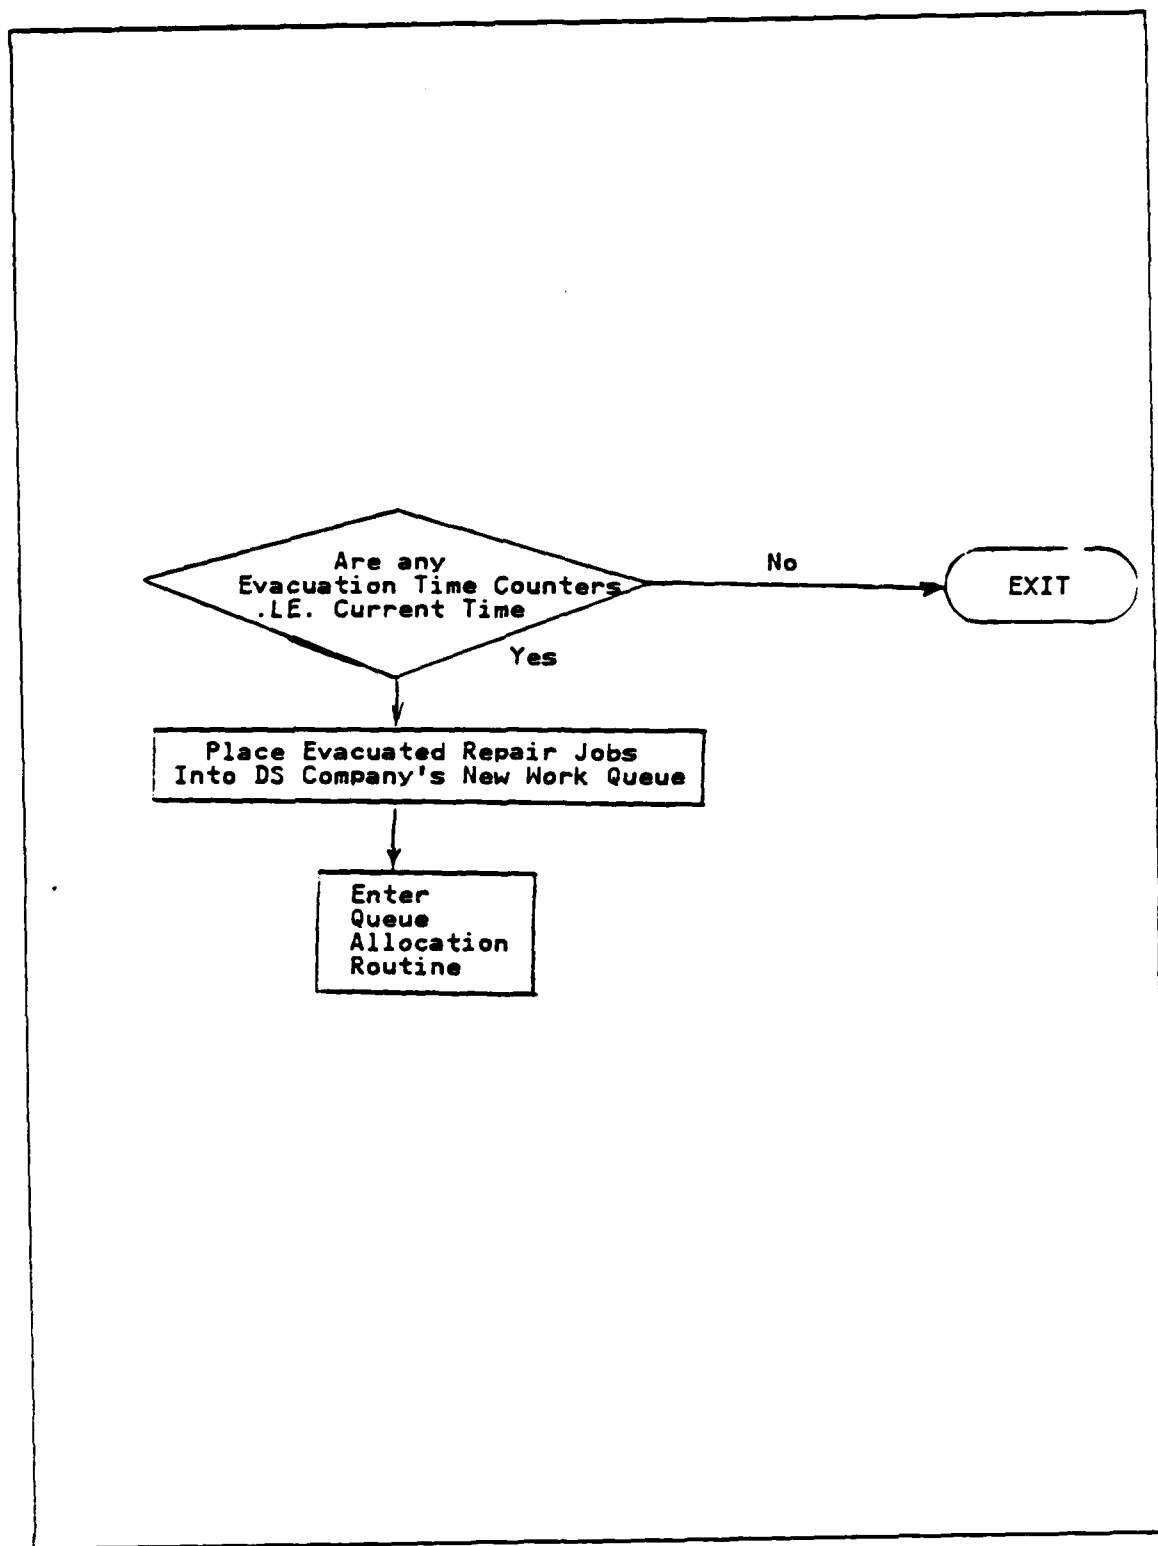 Are any
Evacuation Time Counters
.LE. Current Time
No
EXIT
Yes
Place Evacuated Repair Jobs
Into DS Company's New Work Queue
Enter
Queue
Allocation
Routine